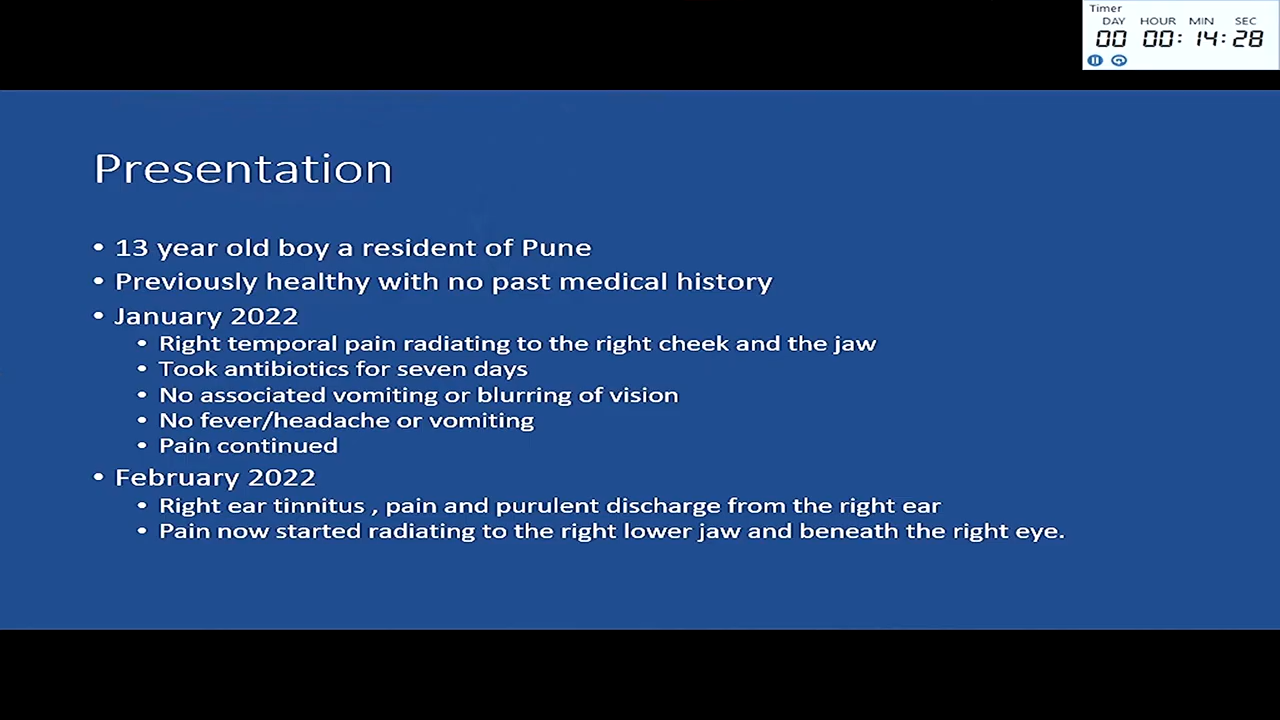 Timer
DAY HOUR MIN SEC
00 00: 14: 28
Presentation
• 13 year old boy a resident of Pune
• Previously healthy with no past medical history
• January 2022
• Right temporal pain radiating to the right cheek and the jaw
• Took antibiotics for seven days
• No associated vomiting or blurring of vision
• No fever/headache or vomiting
• Pain continued
• February 2022
• Right ear tinnitus , pain and purulent discharge from the right ear
• Pain now started radiating to the right lower jaw and beneath the right eye.